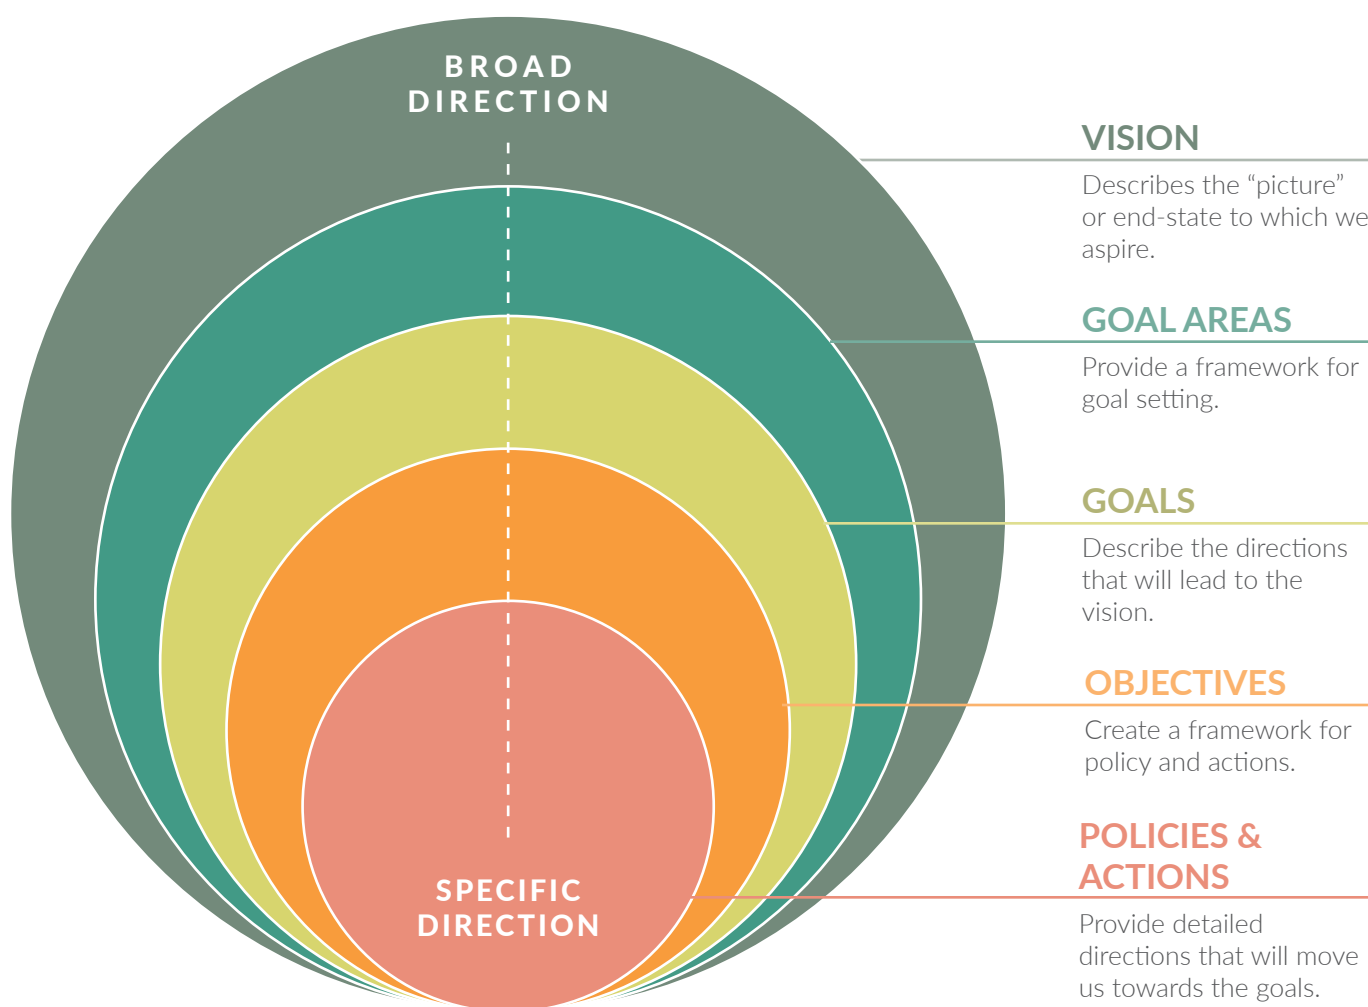 BROAD
DIRECTION
VISION
Describes the “picture”
or end-state to which we
aspire.
GOAL AREAS
Provide a framework for
goal setting.
GOALS
Describe the directions
that will lead to the
vision.
OBJECTIVES
Create a framework for
policy and actions.
POLICIES &
ACTIONS
Provide detailed
directions that will move
us towards the goals.
SPECIFIC
DIRECTION